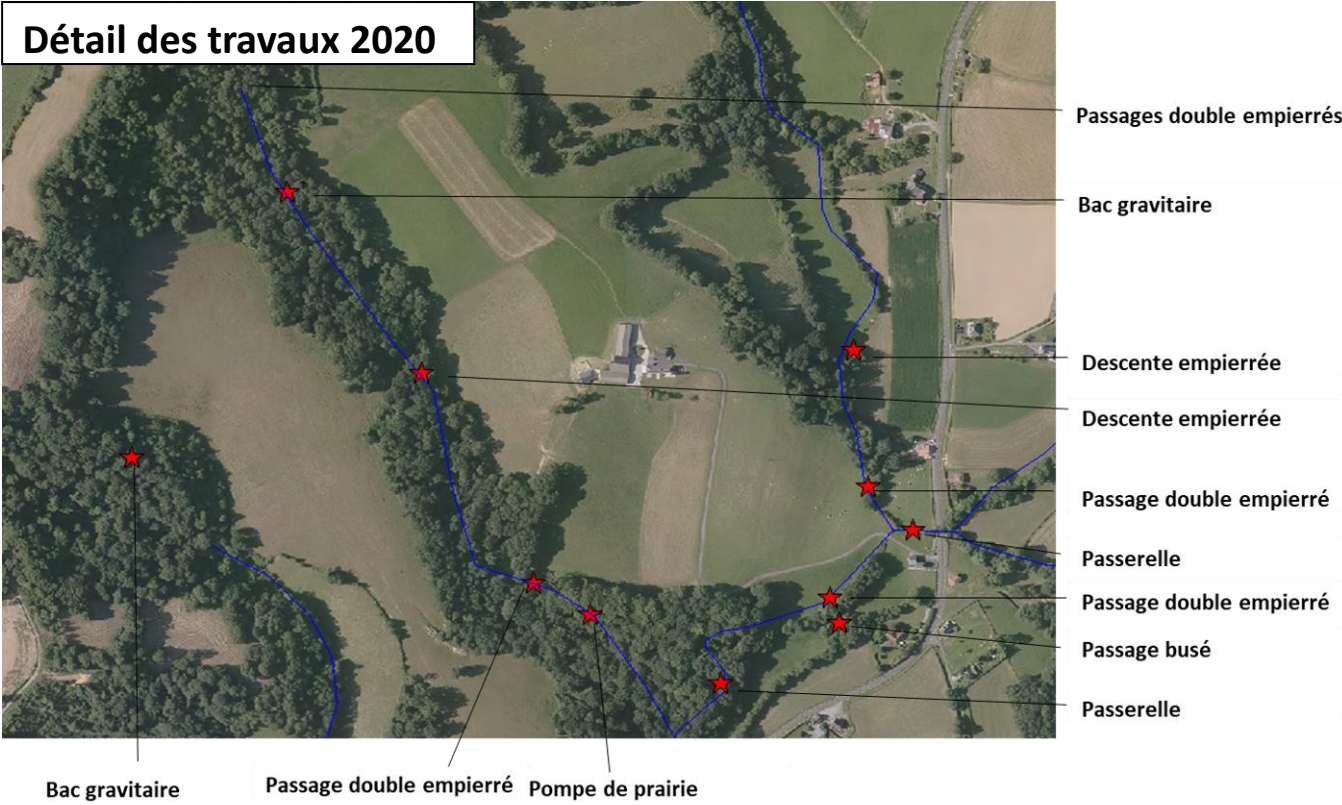 Détail des travaux 2020
Passages double empierrés
Bac gravitaire
Descente empierrée
Descente empierrée
Passage double empierré
Passerelle
Passage double empierré
Passage busé
Passerelle
Bac gravitaire
Passage double empierré
Pompe de prairie